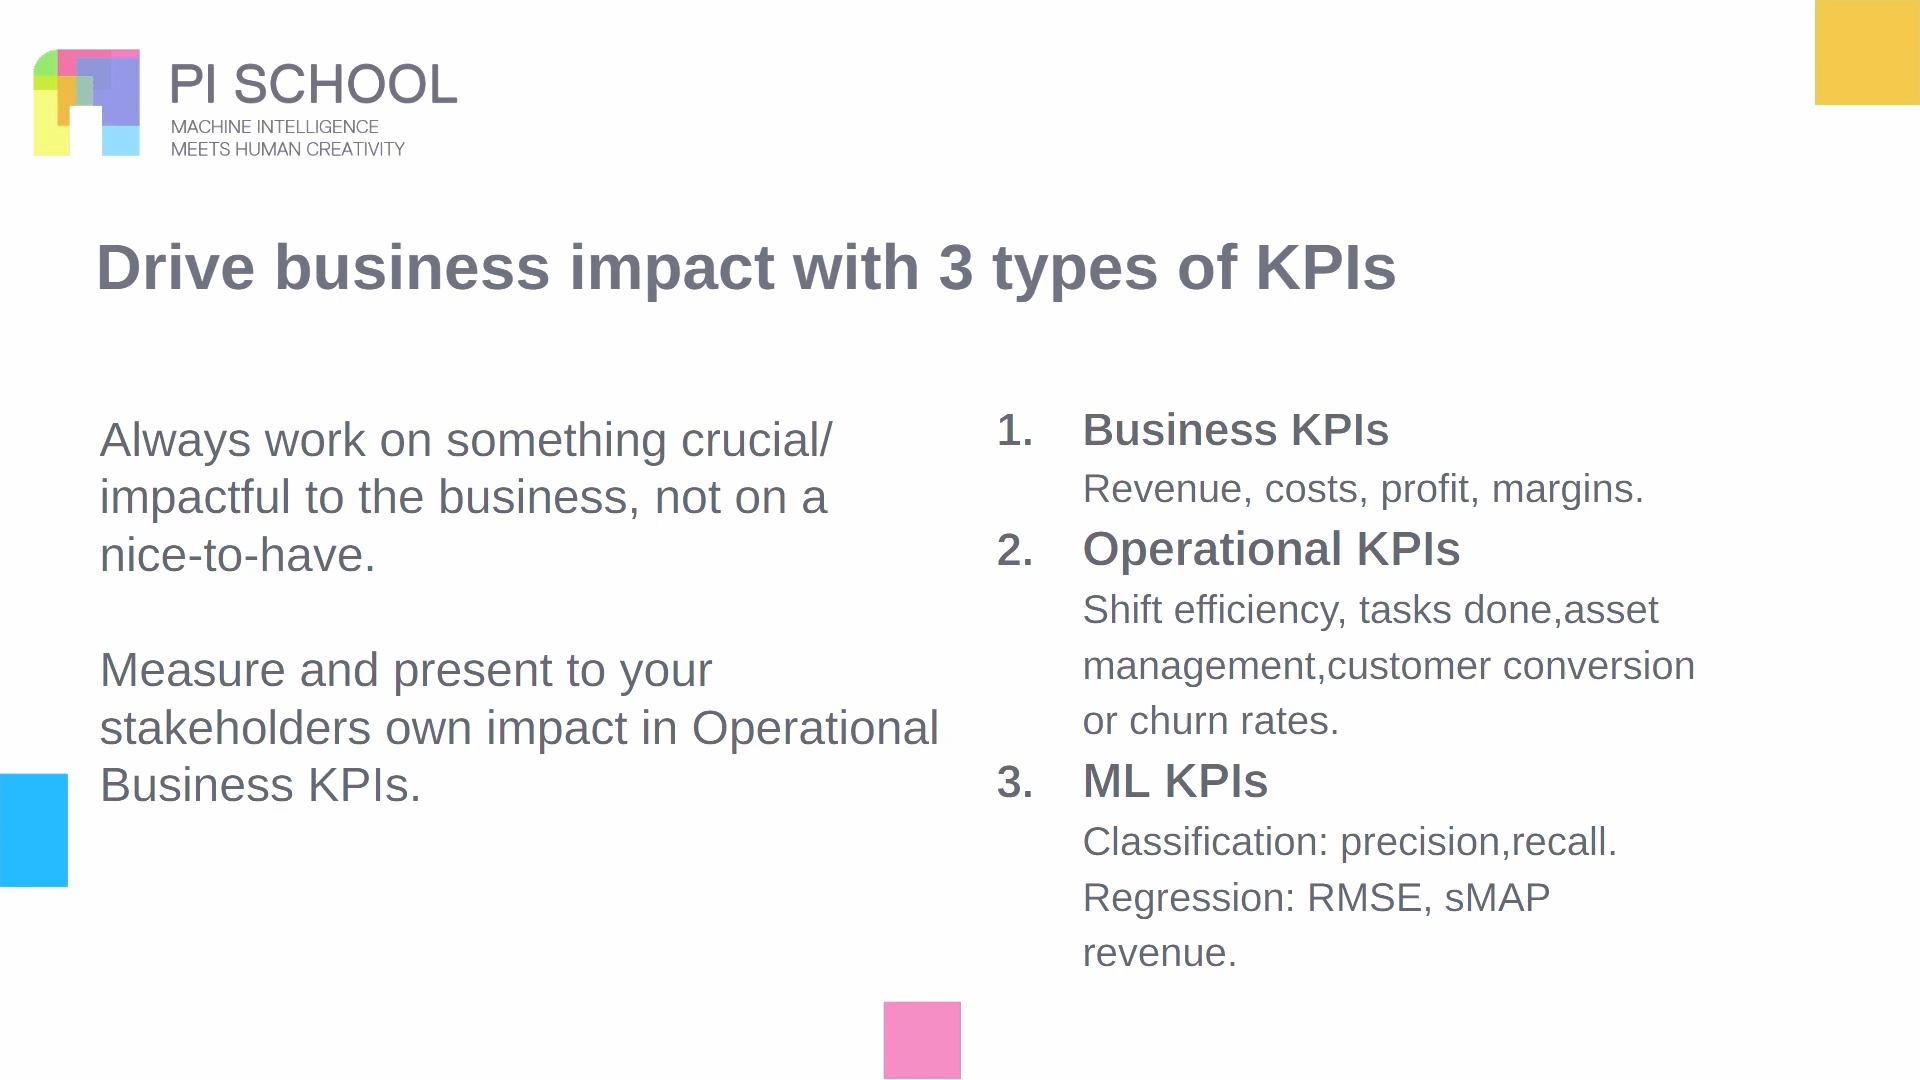 PI SCHOOL
MACHINE INTELLIGENCE
MEETS HUMAN CREATIVITY
Drive business impact with 3 types of KPIs
Always work on something crucial/
impactful to the business, not on a
nice-to-have.
Measure and present to your
stakeholders own impact in Operational
Business KPIs.
1. Business KPIs
Revenue, costs, profit, margins.
2. Operational KPIs
Shift efficiency, tasks done,asset
management,customer conversion
or churn rates.
3. ML KPIs
Classification: precision,recall.
Regression: RMSE, sMAP
revenue.